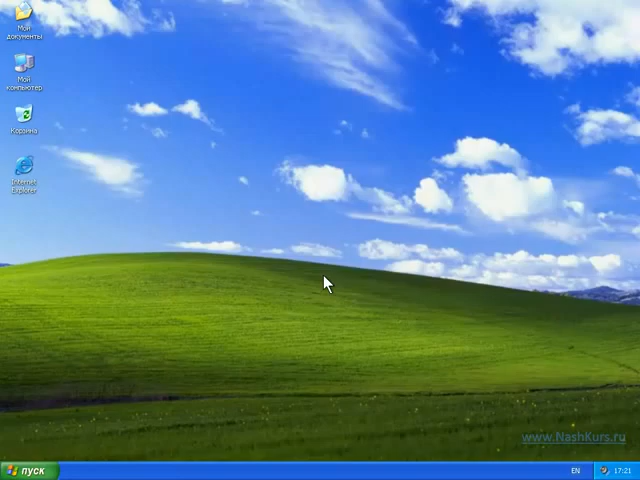 Мои
документы
Мой
компьютер
Корзина
Internet
Explorer
www.NashKurs.ru
пуск
EN
17:21